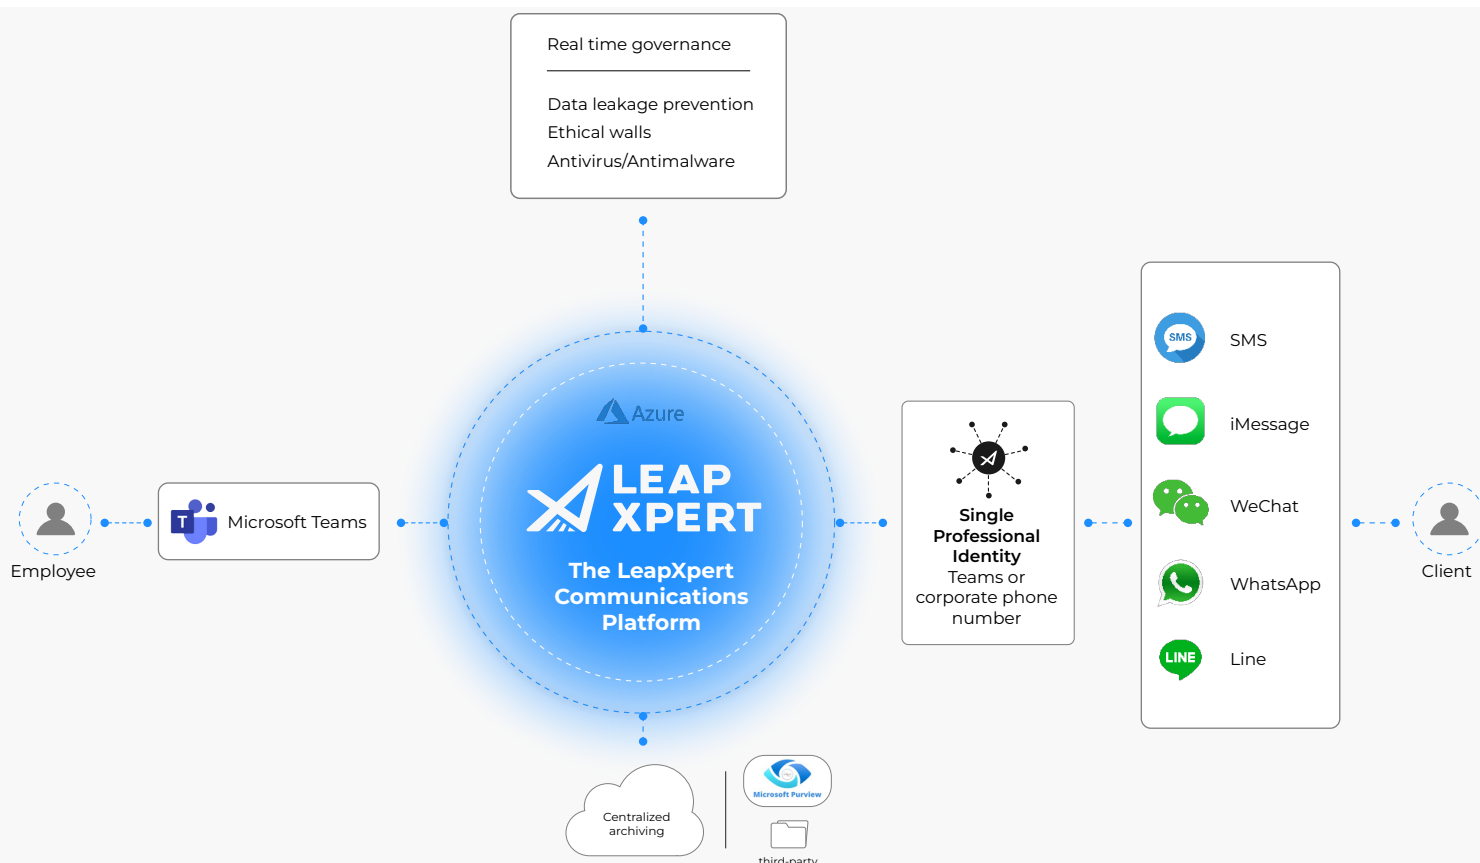 Real time governance
Data leakage prevention
Ethical walls
Antivirus/Antimalware
Azure
LEAP
XPERT
The LeapXpert
Communications
Platform
Employee
T
Microsoft Teams
Single
Professional
Identity
Teams or
corporate phone
number
SMS
SMS
iMessage
WeChat
WhatsApp
LINE
Line
Client
Centralized
archiving
Microsoft Purview
third-party